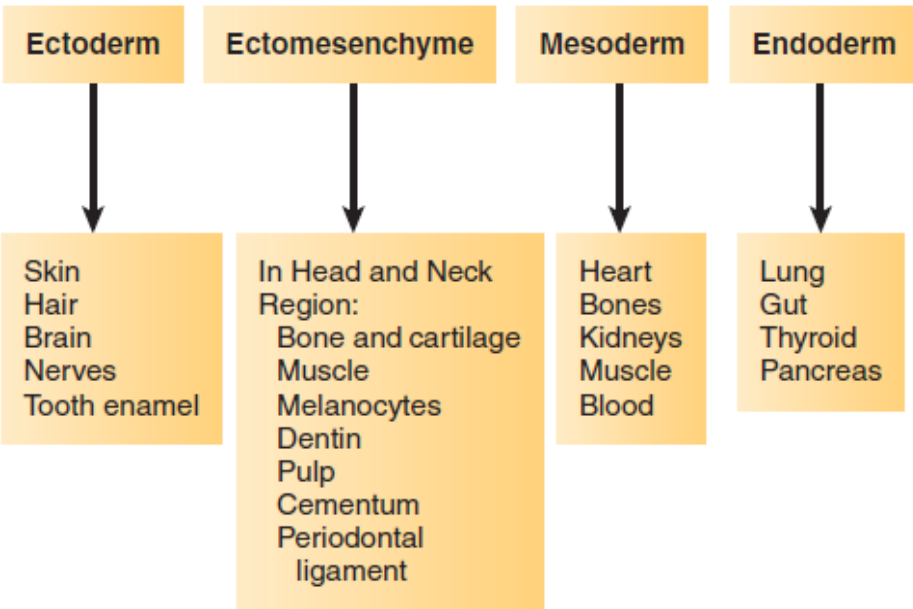 Ectoderm
Ectomesenchyme
Mesoderm
Endoderm
Skin
Hair
Brain
Nerves
Tooth enamel
In Head and Neck
Region:
Bone and cartilage
Muscle
Melanocytes
Dentin
Pulp
Cementum
Periodontal
ligament
Heart
Bones
Kidneys
Muscle
Blood
Lung
Gut
Thyroid
Pancreas